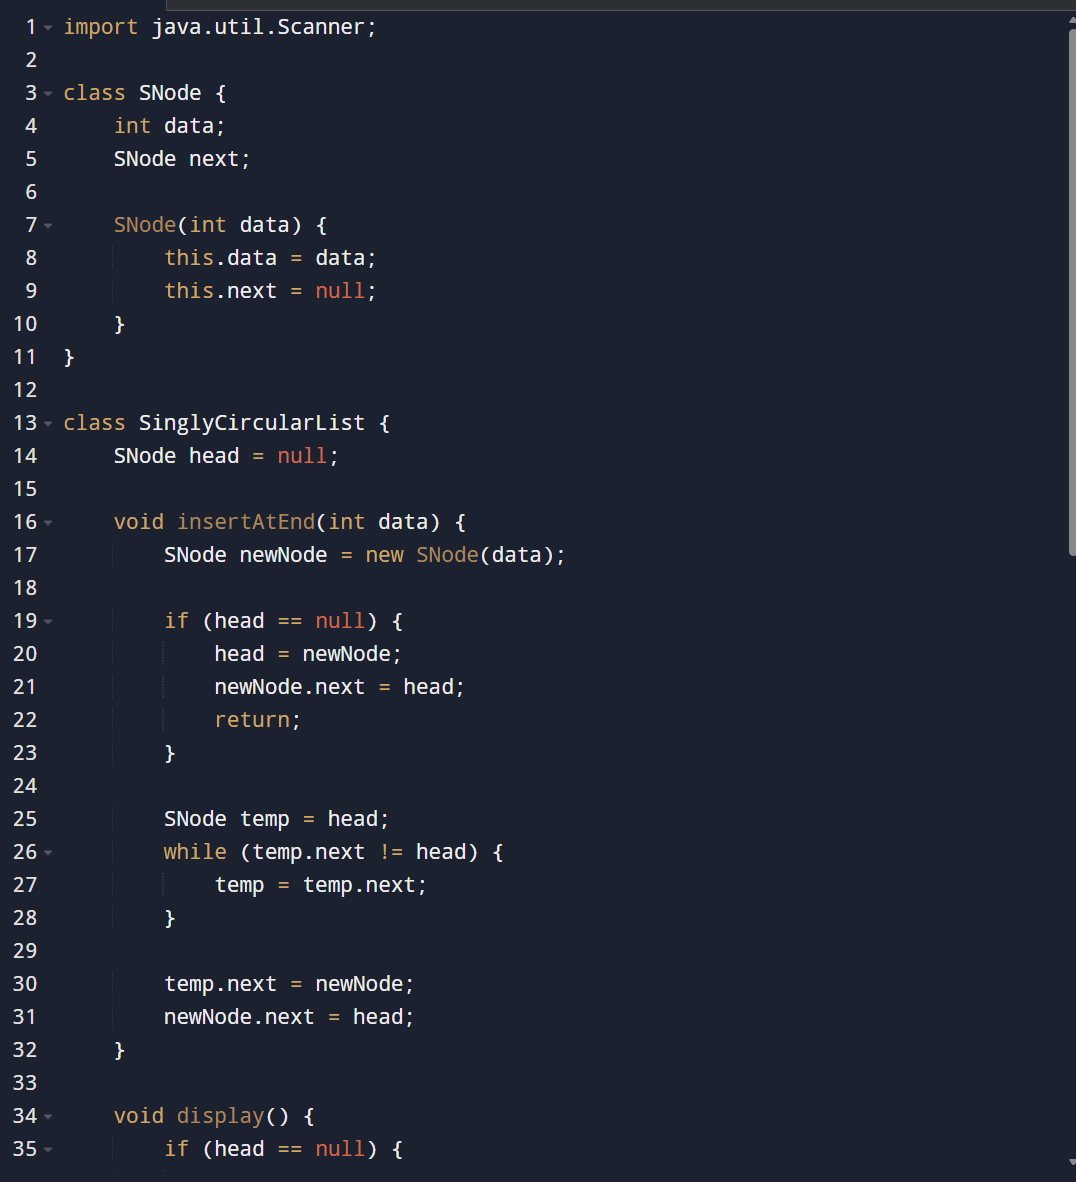 1 import java.util.Scanner;
2
3 class SNode {
4     int data;
5     SNode next;
6
7     SNode(int data) {
8         this.data = data;
9         this.next = null;
10     }
11 }
12
13 class SinglyCircularList {
14     SNode head = null;
15
16     void insertAtEnd(int data) {
17         SNode newNode = new SNode(data);
18
19         if (head == null) {
20             head = newNode;
21             newNode.next = head;
22             return;
23         }
24
25         SNode temp = head;
26         while (temp.next != head) {
27             temp = temp.next;
28         }
29
30         temp.next = newNode;
31         newNode.next = head;
32     }
33
34     void display() {
35         if (head == null) {